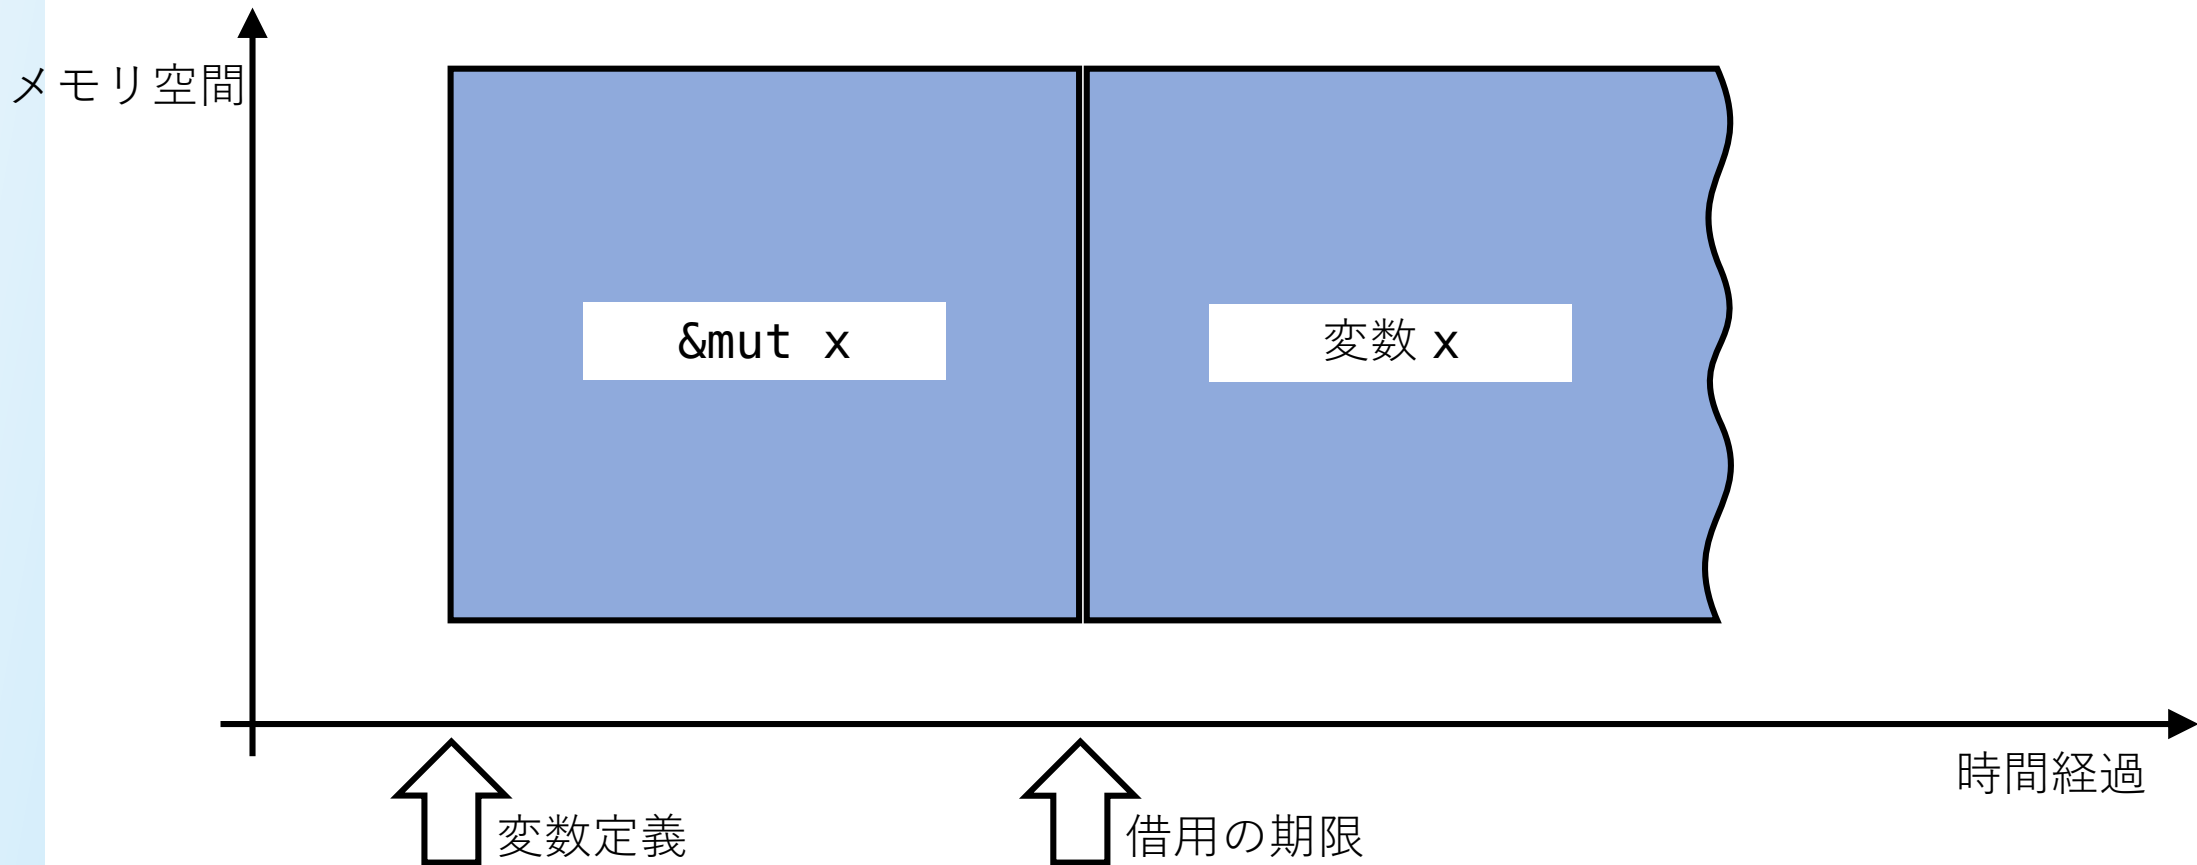 メモリ空間
&mut x
変数 x
時間経過
変数定義
借用の期限